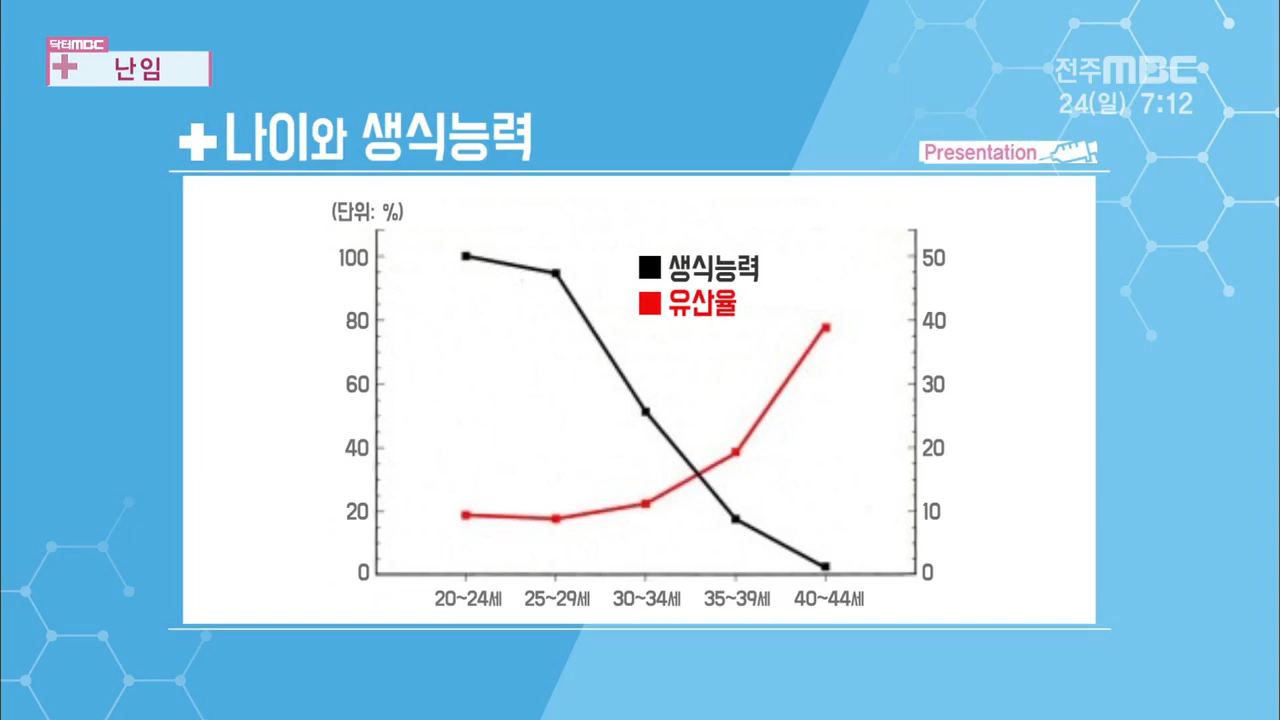 닥터MBC
난임
전주MBC
24(일) 7:12
나이와 생식능력
Presentation
(단위: %)
생식능력
유산율
100
80
60
40
20
0
50
40
30
20
10
0
20~24세 25~29세 30~34세 35~39세 40~44세